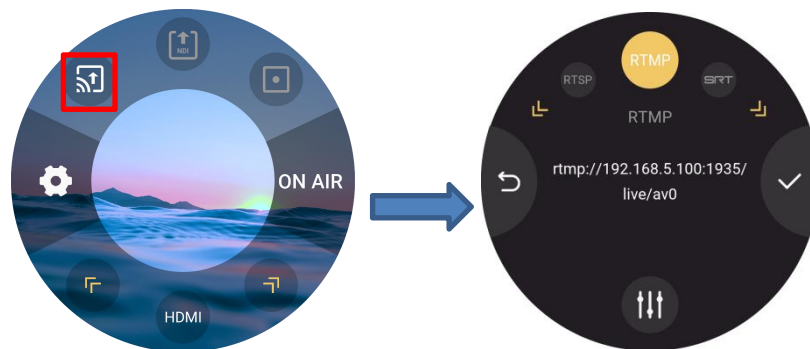 NDI
ON AIR
HDMI
RTMP
RTSP
SRT
RTMP
rtmp://192.168.5.100:1935/
live/av0